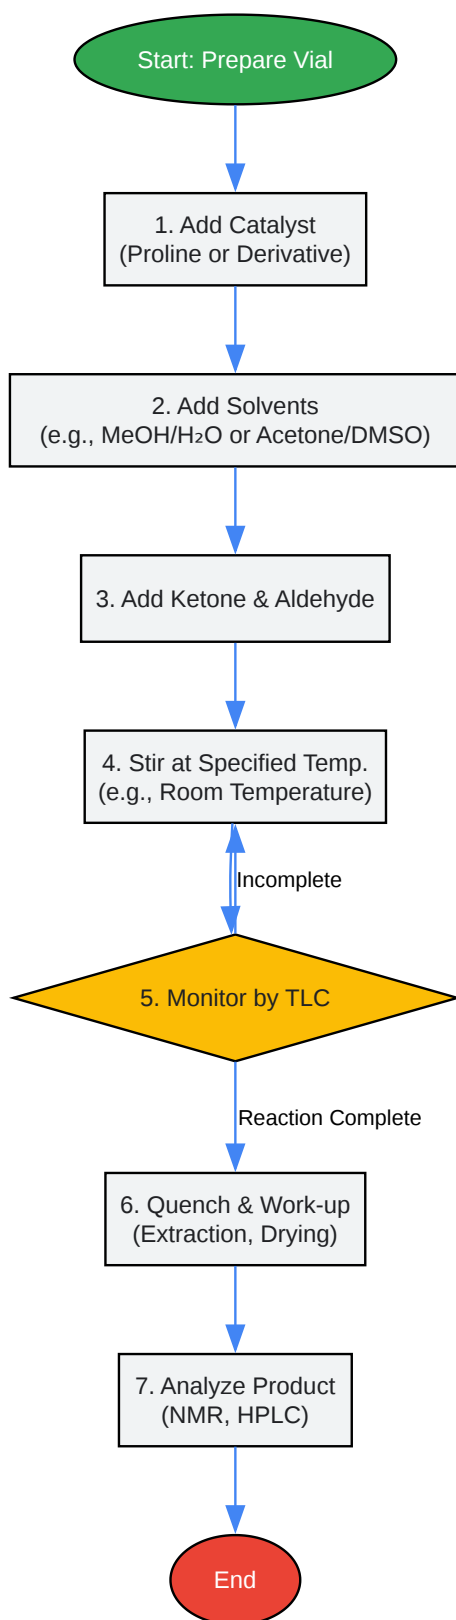 Start: Prepare Vial
1. Add Catalyst
(Proline or Derivative)
2. Add Solvents
(e.g., MeOH/H₂O or Acetone/DMSO)
3. Add Ketone & Aldehyde
4. Stir at Specified Temp.
(e.g., Room Temperature)
Incomplete
5. Monitor by TLC
Reaction Complete
6. Quench & Work-up
(Extraction, Drying)
7. Analyze Product
(NMR, HPLC)
End